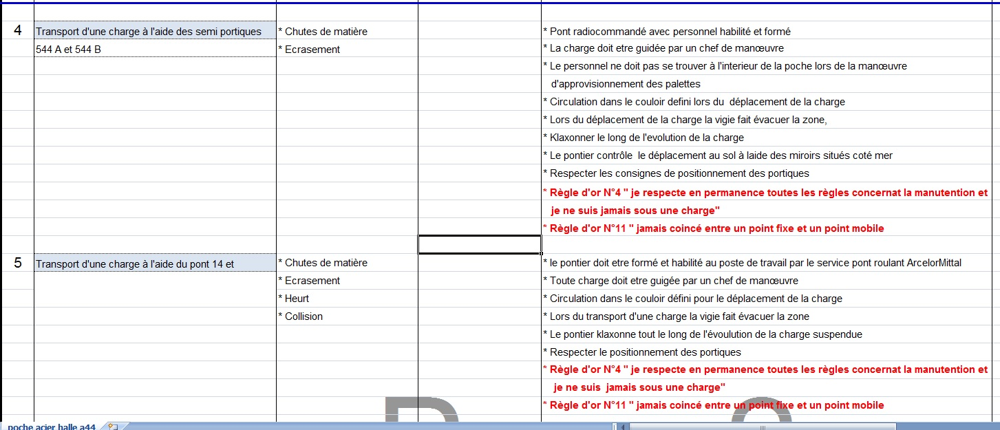 4 Transport d'une charge à l'aide des semi portiques * Chutes de matière * Pont radiocommandé avec personnel habilité et formé
544 A et 544 B * Ecrasement * La charge doit etre guidée par un chef de manœuvre
* Le personnel ne doit pas se trouver à l'interieur de la poche lors de la manœuvre
d'approvisionnement des palettes
* Circulation dans le couloir defini lors du déplacement de la charge
* Lors du déplacement de la charge la vigie fait évacuer la zone,
* Klaxonner le long de l'evolution de la charge
* Le pontier contrôle le déplacement au sol à laide des miroirs situés coté mer
* Respecter les consignes de positionnement des portiques
* Règle d'or N°4 " je respecte en permanence toutes les règles concernat la manutention et
je ne suis jamais sous une charge"
* Règle d'or N°11 " jamais coincé entre un point fixe et un point mobile
5 Transport d'une charge à l'aide du pont 14 et * Chutes de matière * le pontier doit etre formé et habilité au poste de travail par le service pont roulant ArcelorMittal
* Ecrasement * Toute charge doit etre guigée par un chef de manœuvre
* Heurt * Circulation dans le couloir défini pour le déplacement de la charge
* Collision * Lors du transport d'une charge la vigie fait évacuer la zone
* Le pontier klaxonne tout le long de l'évoulution de la charge suspendue
* Respecter le positionnement des portiques
* Règle d'or N°4 " je respecte en permanence toutes les règles concernat la manutention et
je ne suis jamais sous une charge"
* Règle d'or N°11 " jamais coincé entre un point fixe et un point mobile
poche acier halle a44